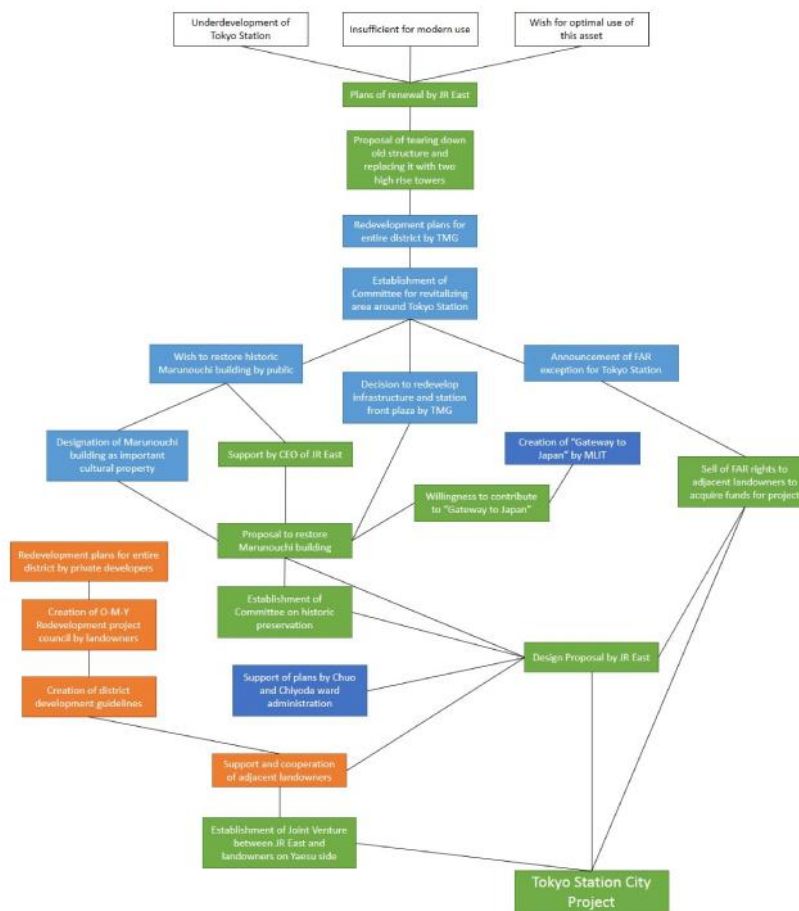 Underdevelopment of
Tokyo Station
Insufficient for modern use
Wish for optimal use of
this asset
Plans of renewal by JR East
Proposal of tearing down
old structure and
replacing it with two
high rise towers
Redevelopment plans for
entire district by TMG
Establishment of
Committee for revitalizing
area around Tokyo Station
Wish to restore historic
Marunouchi building by public
Decision to redevelop
infrastructure and station
front plaza by TMG
Announcement of FAR
exception for Tokyo Station
Designation of Marunouchi
building as important
cultural property
Support by CEO of JR East
Creation of "Gateway to
Japan" by MLIT
Willingness to contribute
to "Gateway to Japan"
Sell of FAR rights to
adjacent landowners to
acquire funds for project
Proposal to restore
Marunouchi building
Redevelopment plans for entire
district by private developers
Creation of O-M-Y
Redevelopment project
council by landowners
Establishment of
Committee on historic
preservation
Design Proposal by JR East
Support of plans by Chuo
and Chiyoda ward
administration
Creation of district
development guidelines
Support and cooperation
of adjacent landowners
Establishment of Joint Venture
between JR East and
landowners on Yaesu side
Tokyo Station City
Project